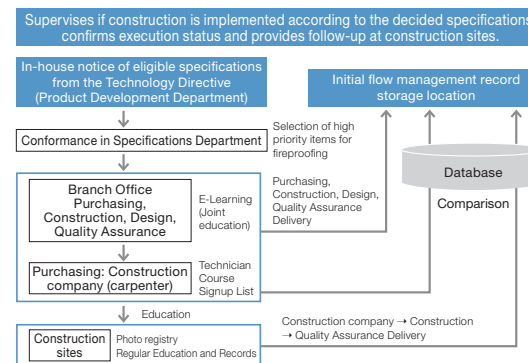 Supervises if construction is implemented according to the decided specifications,
confirms execution status and provides follow-up at construction sites.
In-house notice of eligible specifications
from the Technology Directive
(Product Development Department)
Initial flow management record
storage location
Conformance in Specifications Department
Selection of high
priority items for
fireproofing
Branch Office
Purchasing,
Construction, Design,
Quality Assurance
E-Learning
(Joint
education)
Purchasing,
Construction, Design,
Quality Assurance
Delivery
Database
Comparison
Purchasing: Construction
company (carpenter)
Technician
Course
Signup List
Education
Construction
sites
Photo registry
Regular Education and Records
Construction company → Construction
→ Quality Assurance Delivery